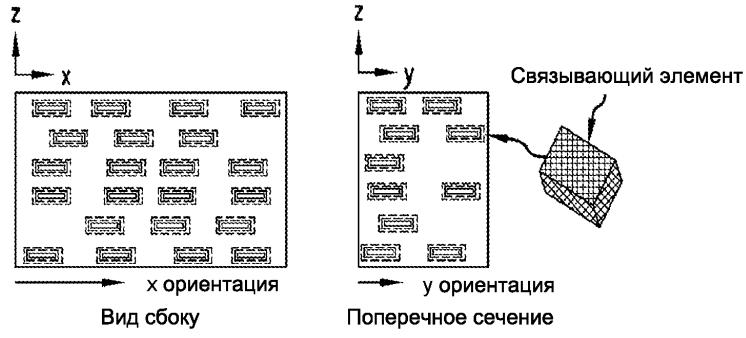 z
x
z
y
Связывающий элемент
x ориентация
y ориентация
Вид сбоку
Поперечное сечение